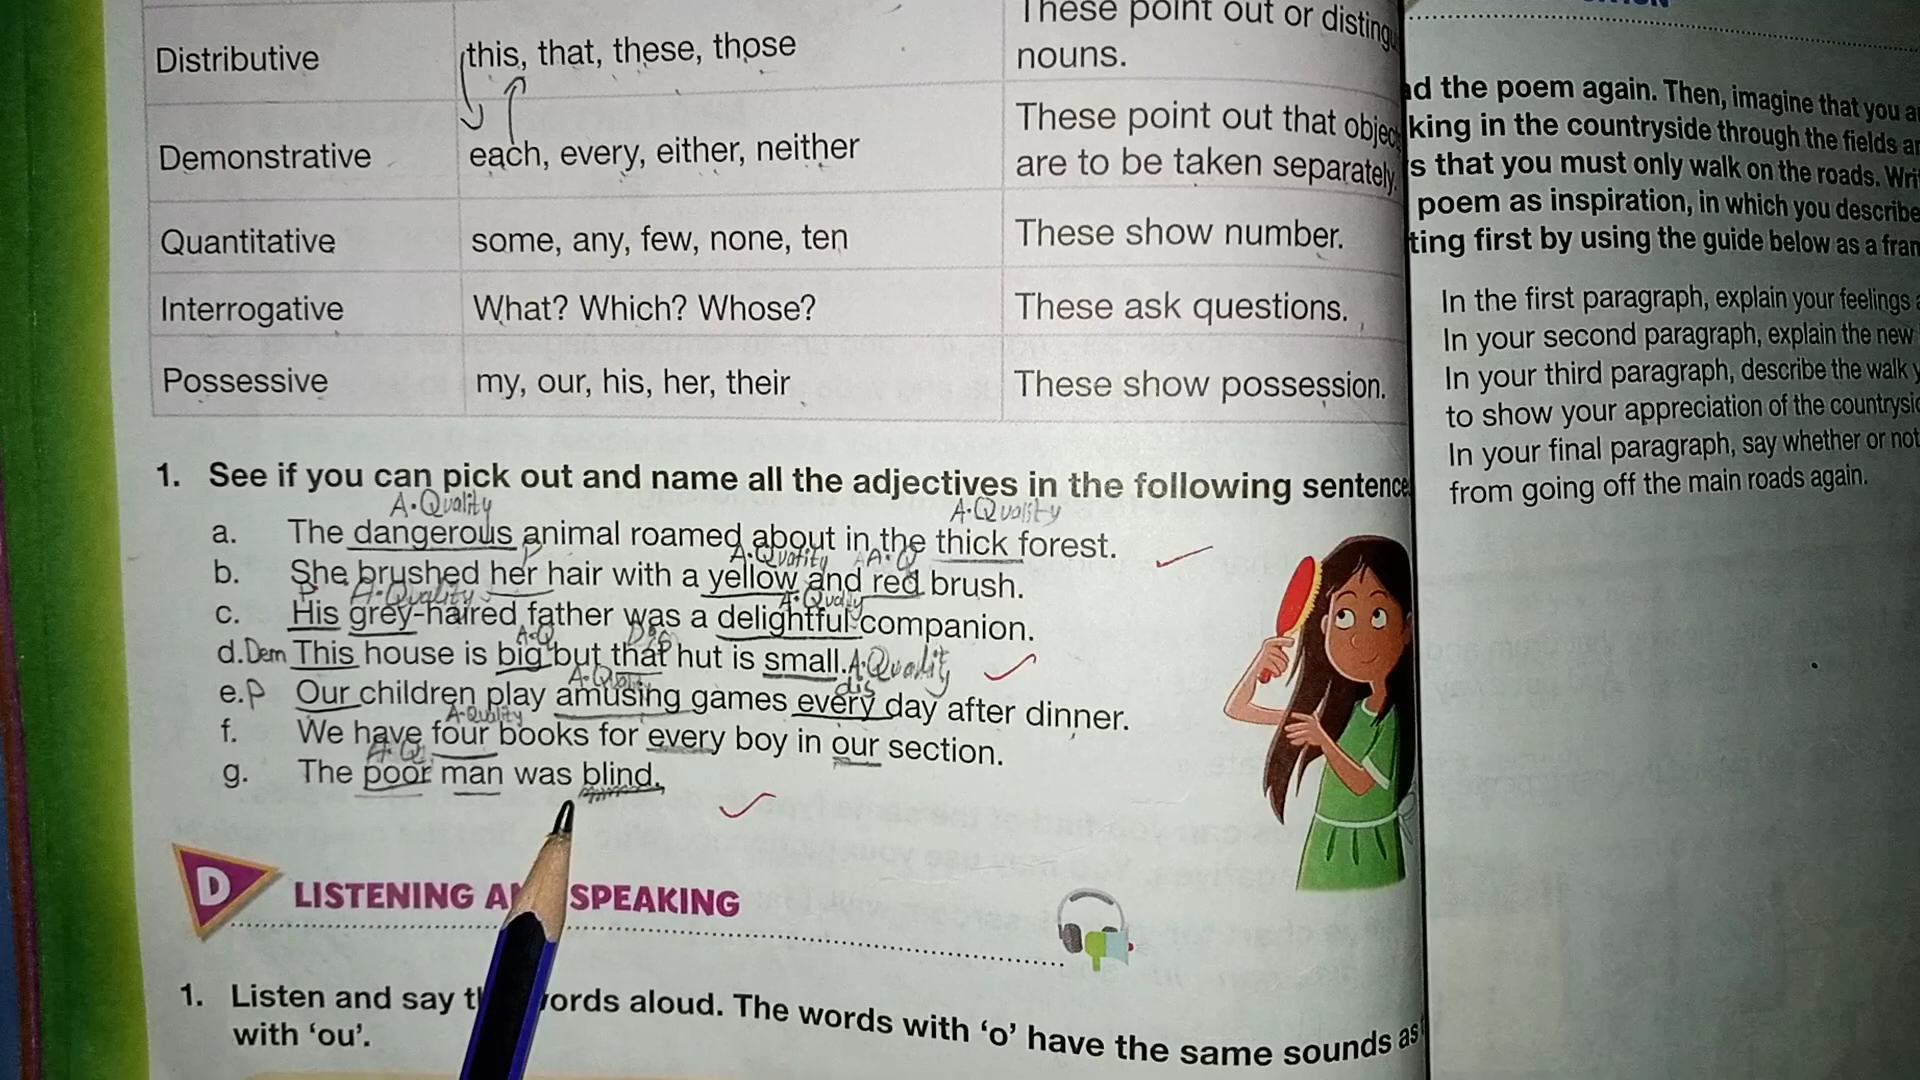 These point out or disting
Distributive this, that, these, those nouns.
Demonstrative each, every, either, neither These point out that objec
are to be taken separately.
Quantitative some, any, few, none, ten These show number.
Interrogative What? Which? Whose? These ask questions.
Possessive my, our, his, her, their These show possession.
1. See if you can pick out and name all the adjectives in the following sentence
A.Quality A.Quality
a. The dangerous animal roamed about in the thick forest.
P A.Quality A.Q
b. She brushed her hair with a yellow and red brush.
P A.Quality A.Qualiy
c. His grey-haired father was a delightful companion.
A.Q
d. Dem This house is big but that hut is small. A.Quality
A.Quality dis
e. P Our children play amusing games every day after dinner.
A.Quality
f. We have four books for every boy in our section.
A.Q
g. The poor man was blind.
D LISTENING SPEAKING
1. Listen and say words aloud. The words with ‘o’ have the same sounds as
with ‘ou’.
d the poem again. Then, imagine that you a
king in the countryside through the fields a
s that you must only walk on the roads. Wri
poem as inspiration, in which you describe
ting first by using the guide below as a fram
In the first paragraph, explain your feelings
In your second paragraph, explain the new
In your third paragraph, describe the walk y
to show your appreciation of the countrysi
In your final paragraph, say whether or not
from going off the main roads again.